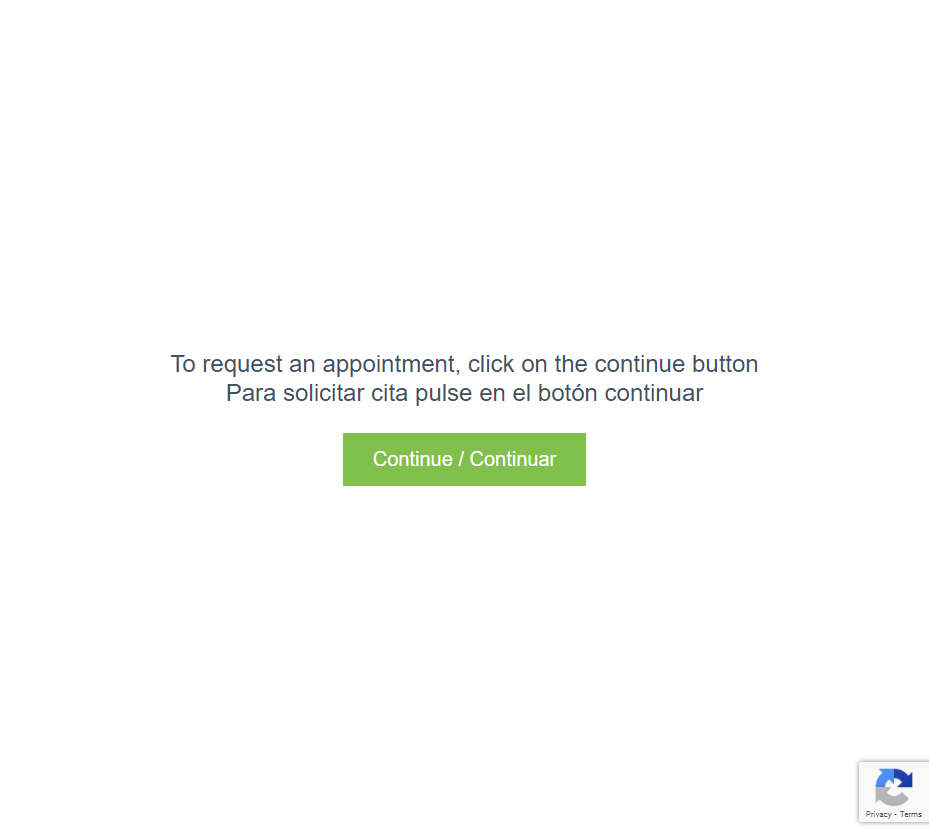 To request an appointment, click on the continue button
Para solicitar cita pulse en el botón continuar
Continue / Continuar
Privacy - Terms